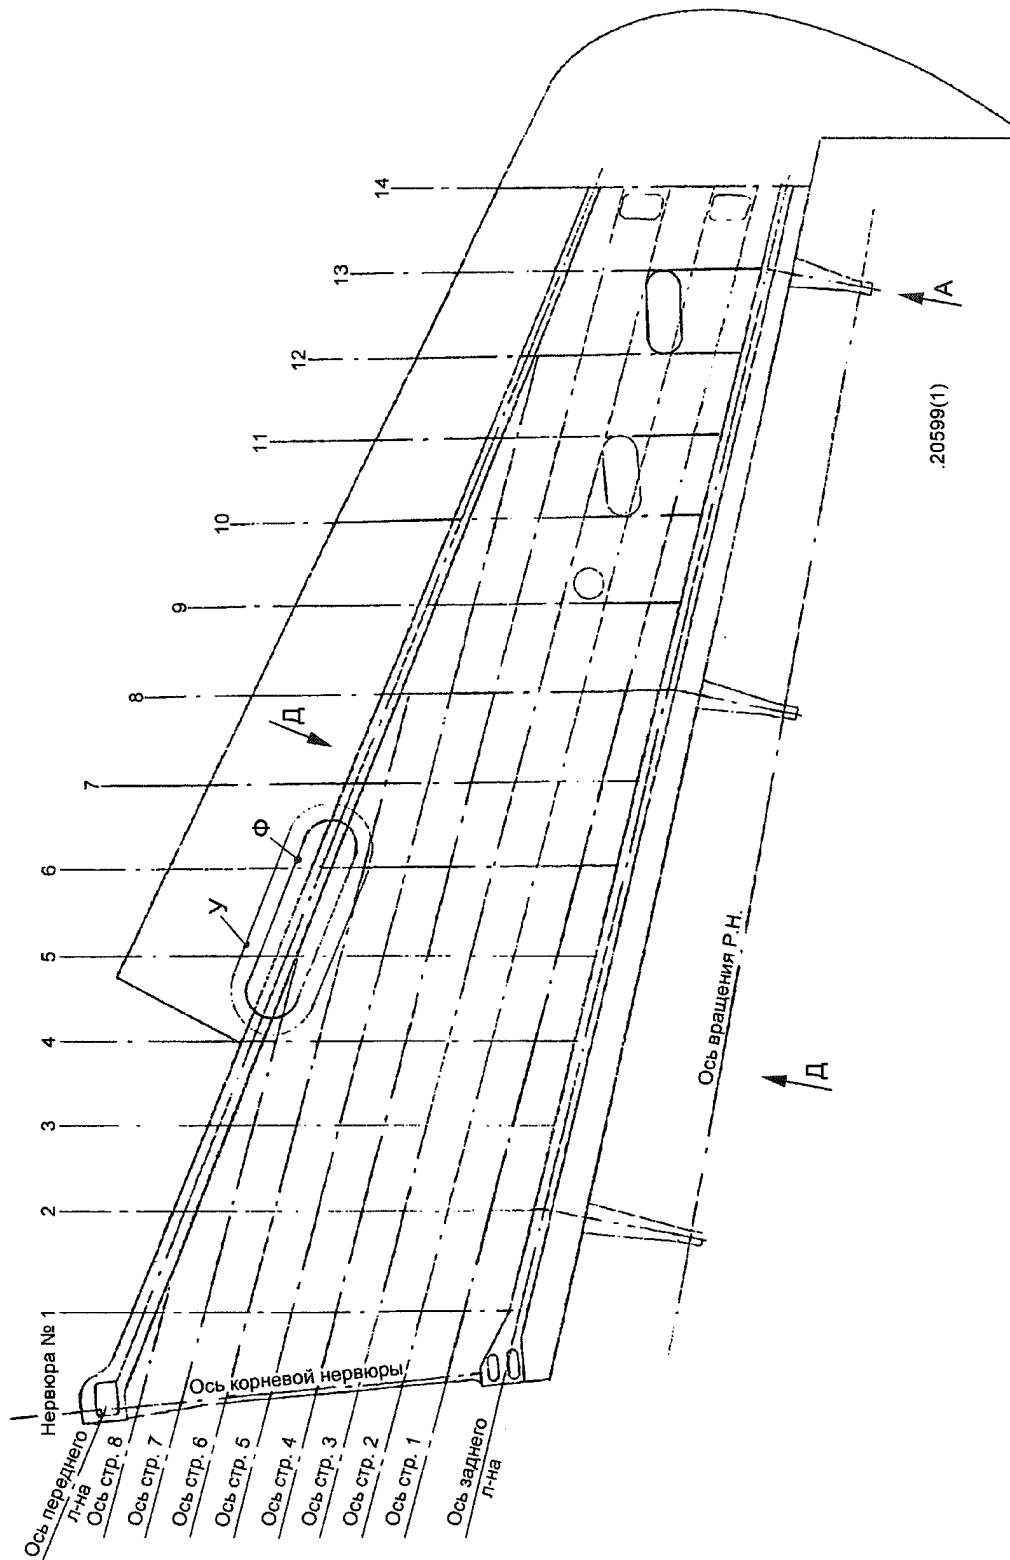 14
13
12
11
10
9
8
7
6
5
4
3
2
Нервюра № 1
Д
Ф
У
А
.20599(1)
Ось вращения Р.Н.
Д
Ось корневой нервюры
Ось переднего
л-на
Ось стр. 8
Ось стр. 7
Ось стр. 6
Ось стр. 5
Ось стр. 4
Ось стр. 3
Ось стр. 2
Ось стр. 1
Ось заднего
л-на